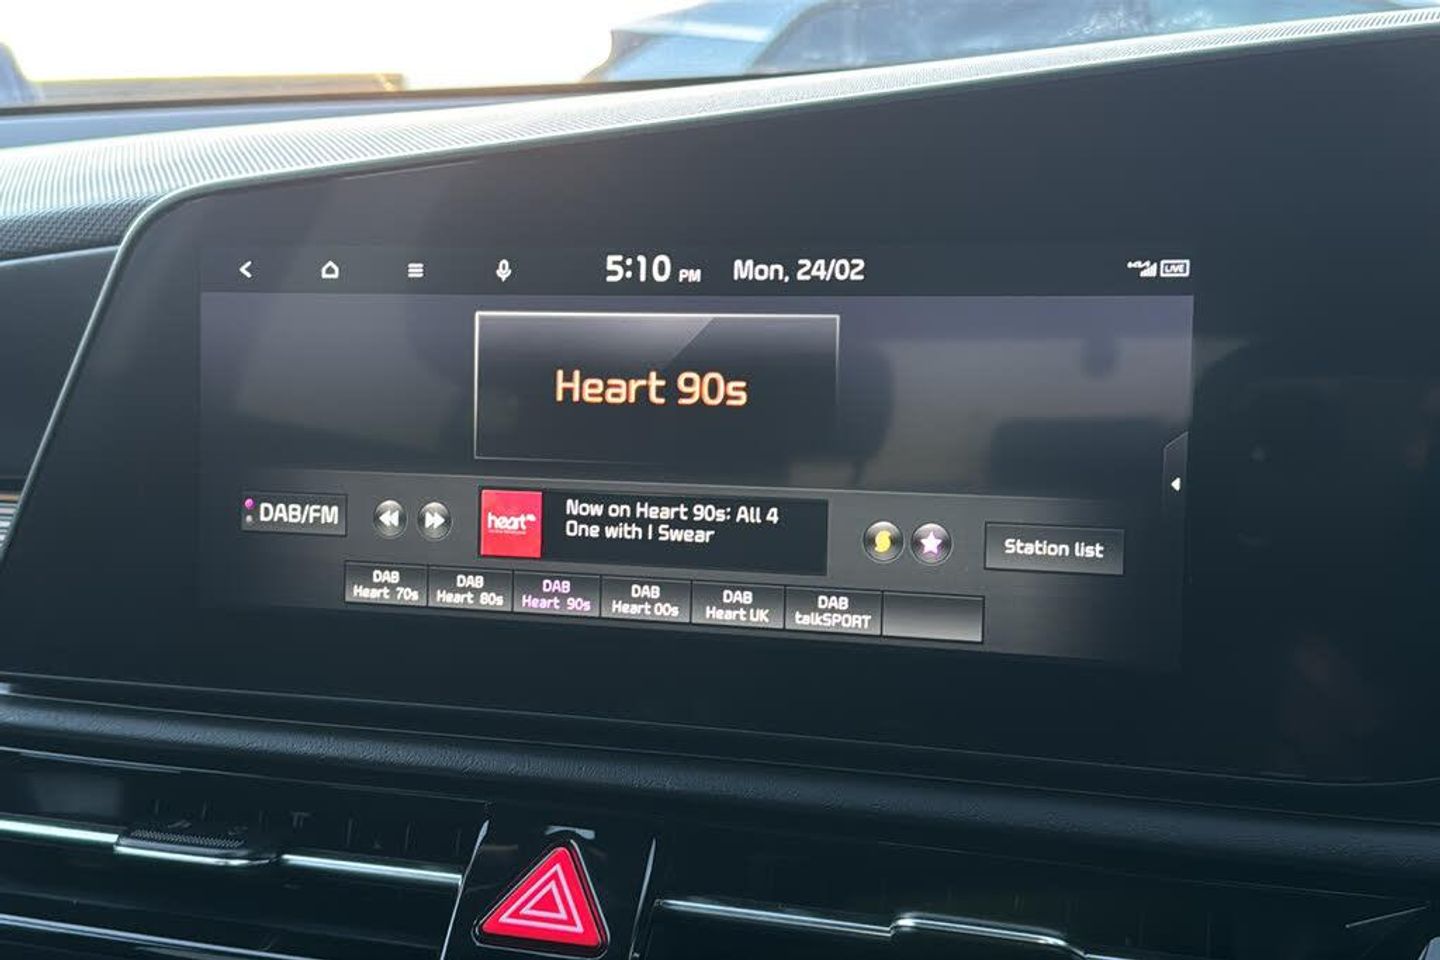 5:10 PM Mon, 24/02
LIVE
Heart 90s
DAB/FM
heart
Now on Heart 90s: All 4
One with I Swear
Station list
DAB
Heart 70s
DAB
Heart 80s
DAB
Heart 90s
DAB
Heart 00s
DAB
Heart UK
DAB
talkSPORT